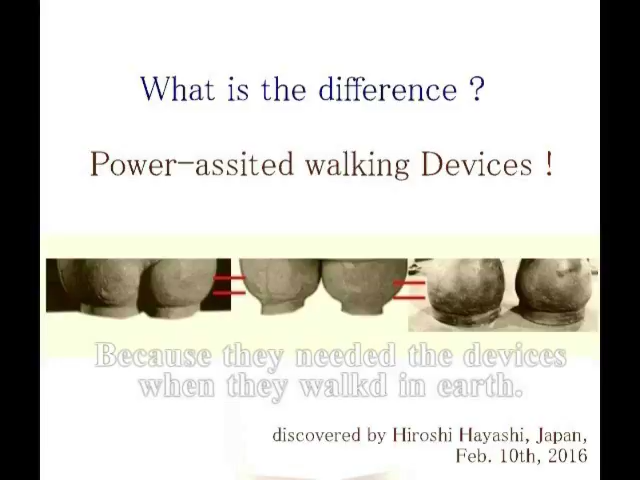 What is the difference ?
Power-assited walking Devices !
Because they needed the devices
when they walkd in earth.
discovered by Hiroshi Hayashi, Japan,
Feb. 10th, 2016